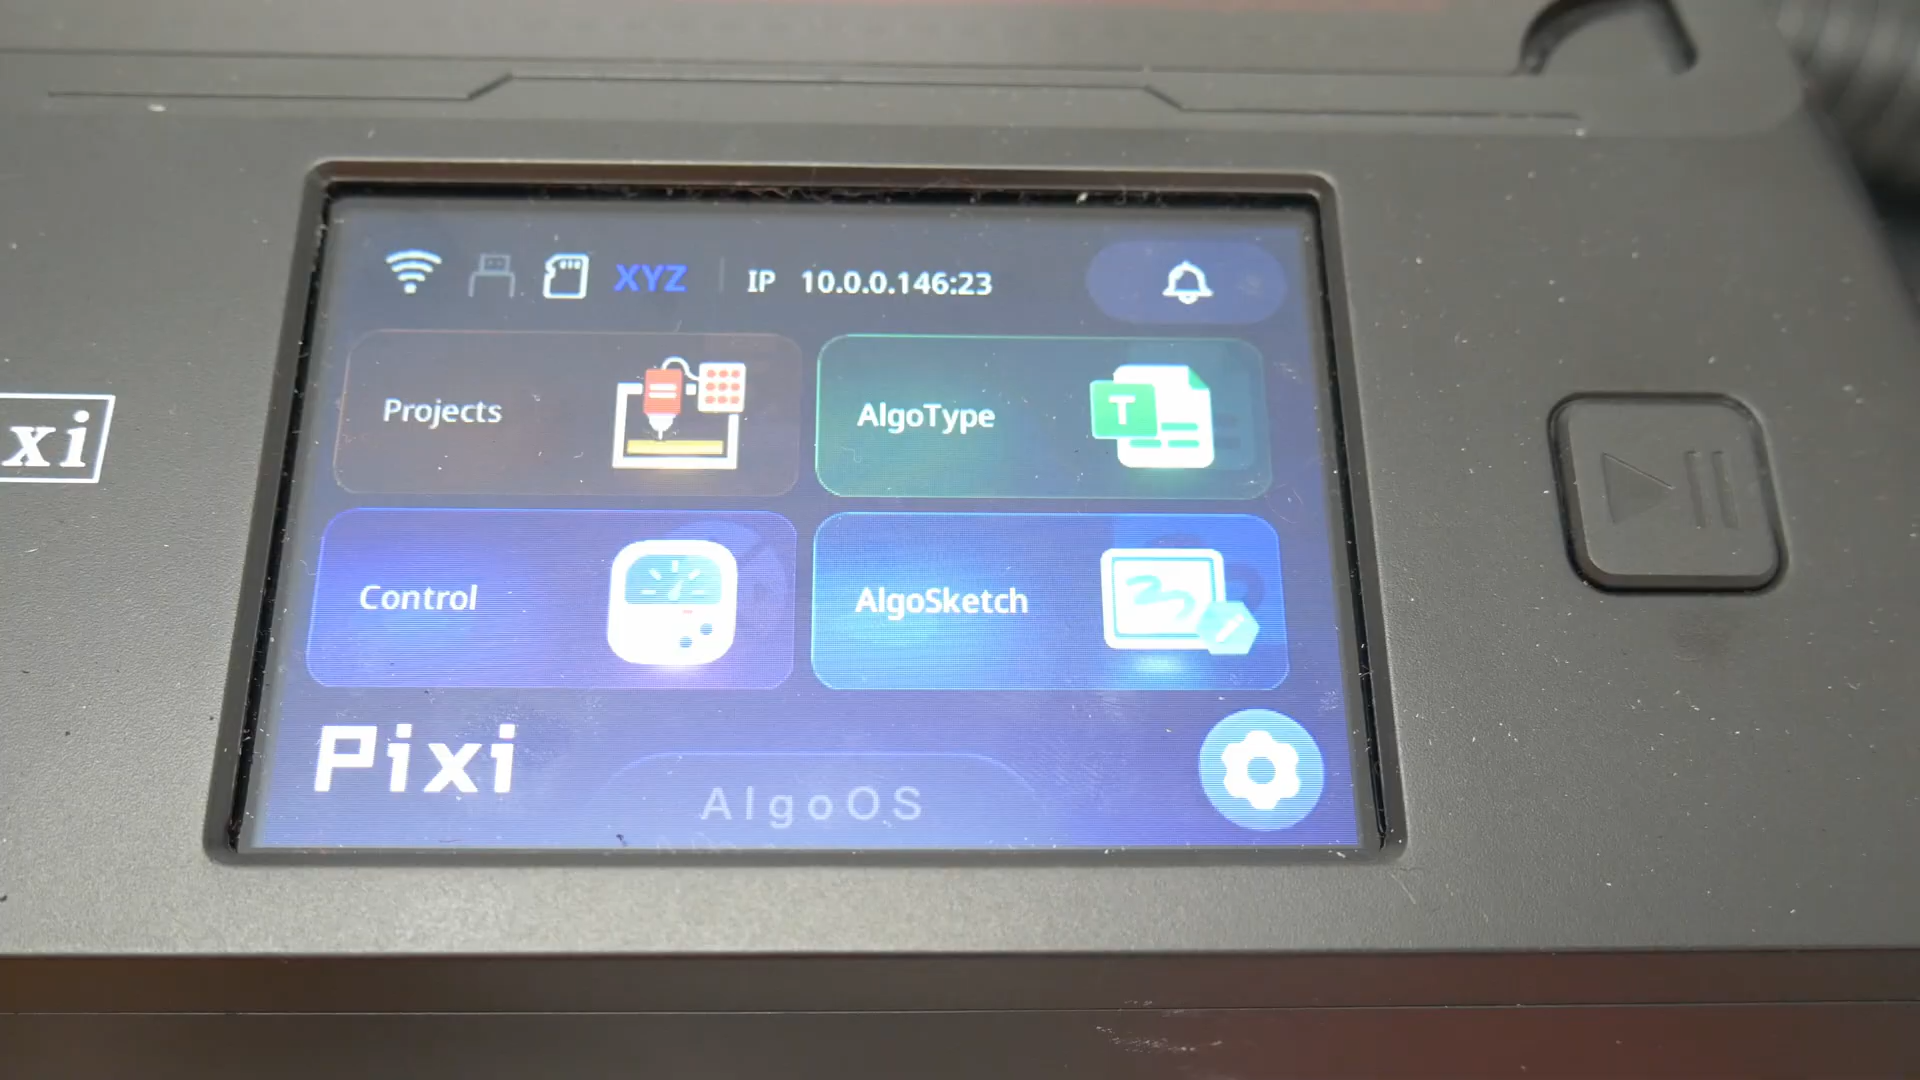 XYZ IP 10.0.0.146:23
Projects
T
AlgoType
xi
Control
AlgoSketch
Pixi
AlgoOS